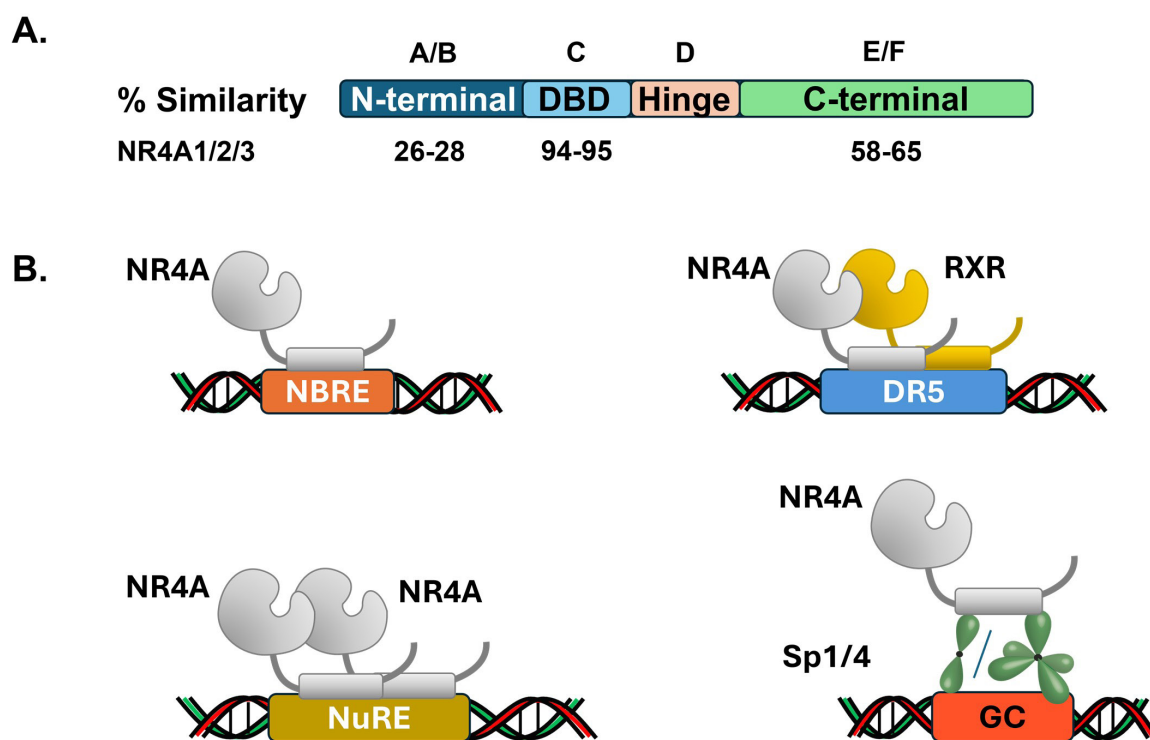 A.
A/B C D E/F
% Similarity N-terminal DBD Hinge C-terminal
NR4A1/2/3 26-28 94-95 58-65
B.
NR4A
NBRE
NR4A RXR
DR5
NR4A NR4A
NuRE
NR4A
Sp1/4
GC